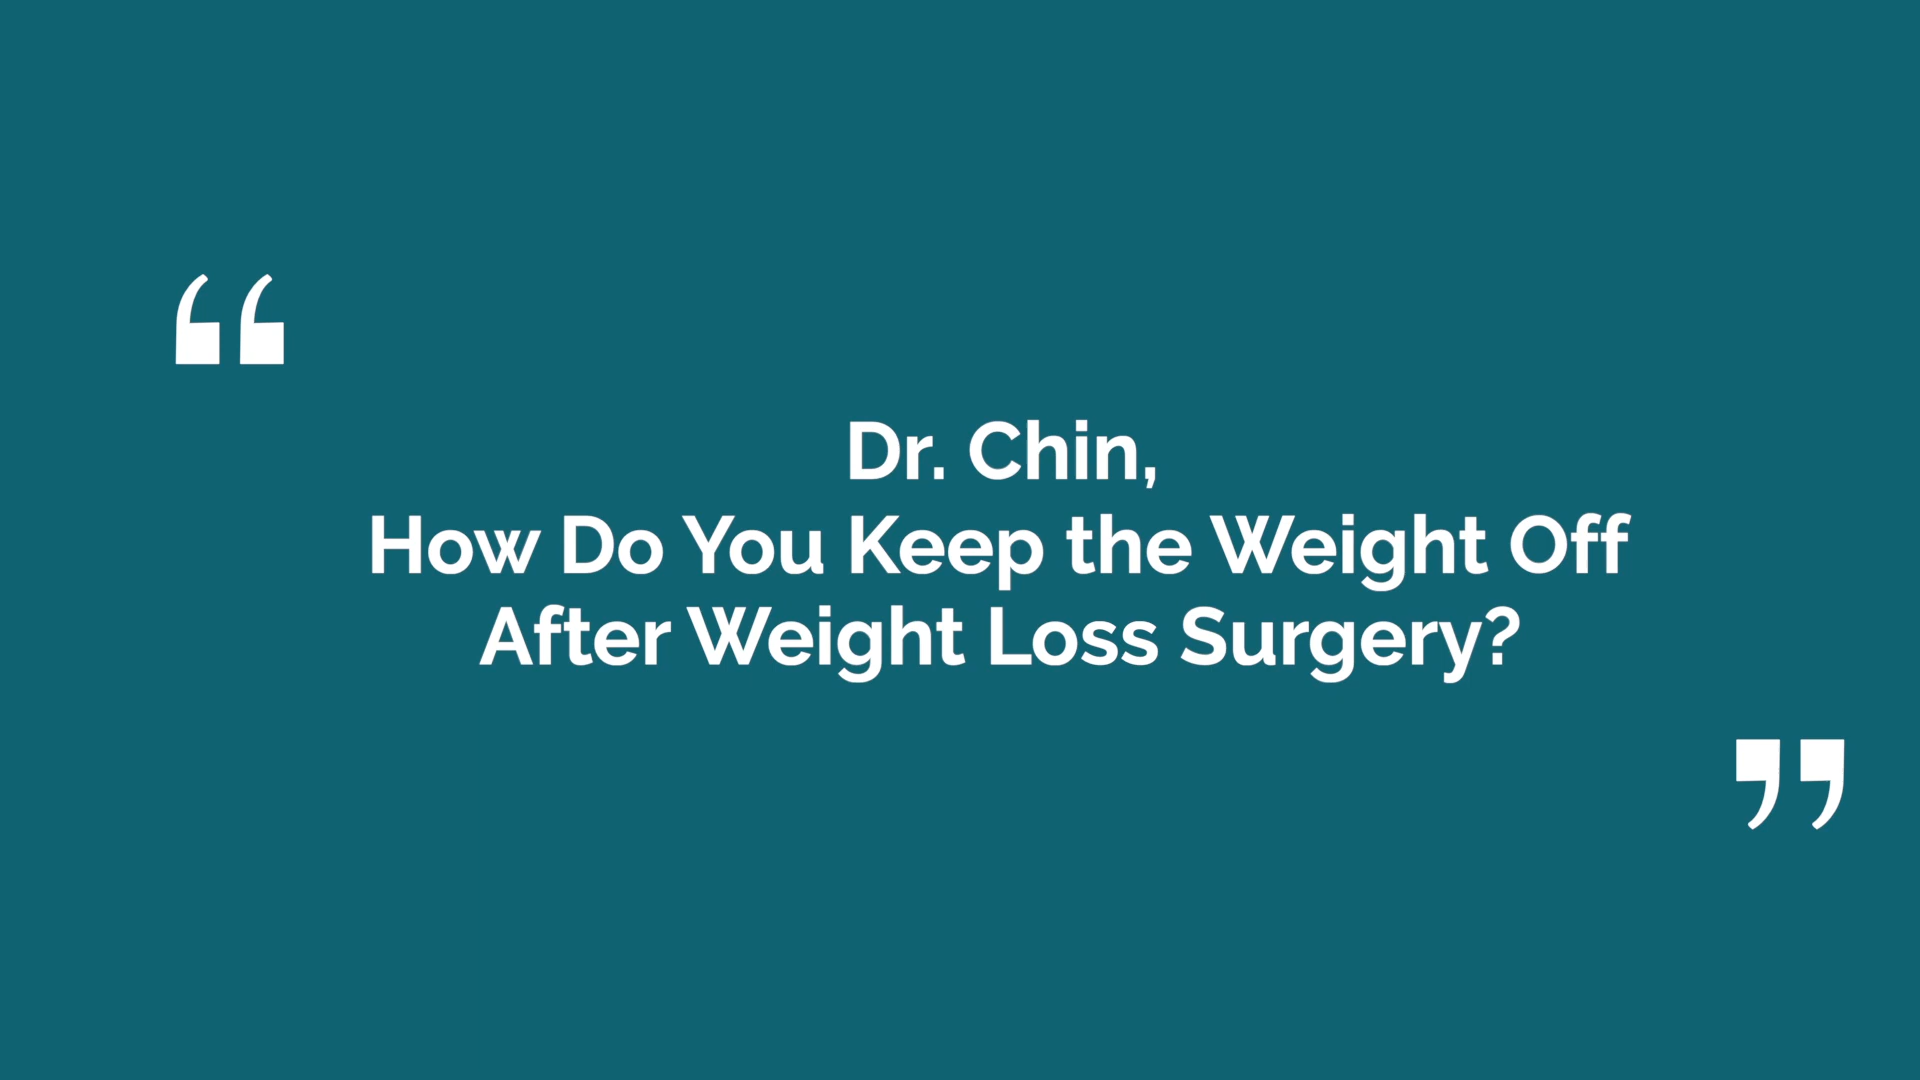 “
Dr. Chin,
How Do You Keep the Weight Off
After Weight Loss Surgery?
”